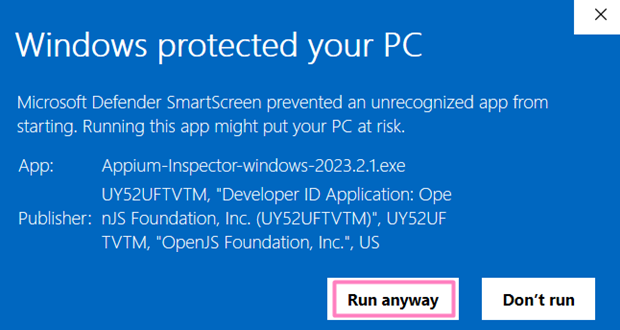 Windows protected your PC
Microsoft Defender SmartScreen prevented an unrecognized app from
starting. Running this app might put your PC at risk.
App: Appium-Inspector-windows-2023.2.1.exe
UY52UFTVTM, "Developer ID Application: Ope
Publisher: nJS Foundation, Inc. (UY52UFTVTM)", UY52UF
TVTM, "OpenJS Foundation, Inc.", US
Run anyway Don't run